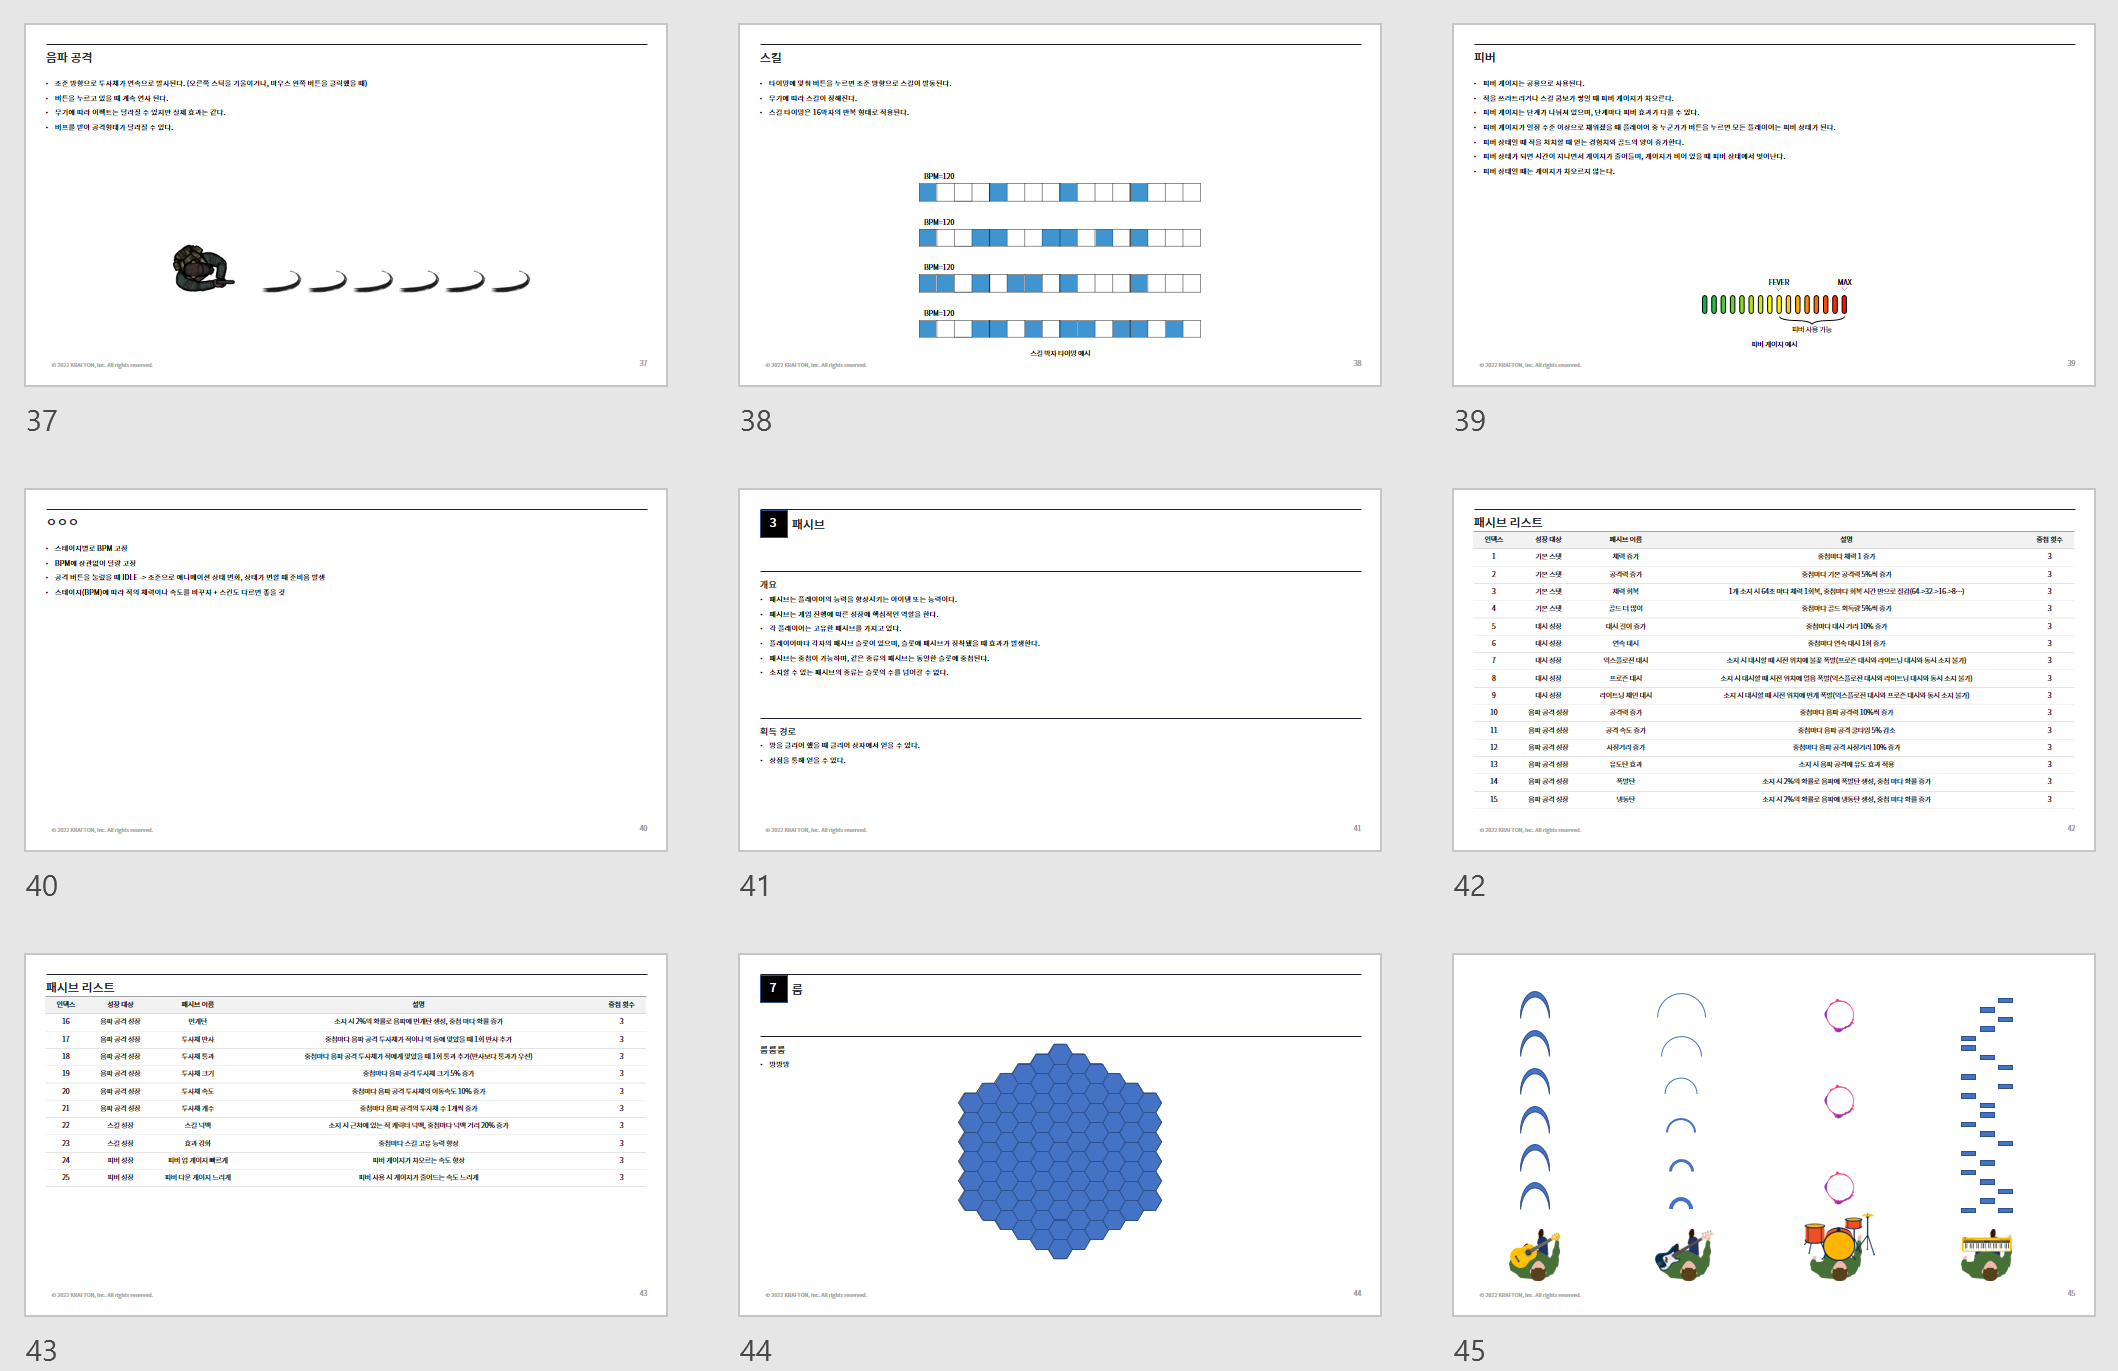 음파 공격
• 조준 방향으로 투사체가 연속으로 발사된다. (오른쪽 스틱을 기울이거나, 마우스 왼쪽 버튼을 클릭했을 때)
• 버튼을 누르고 있을 때 계속 연사 된다.
• 무기에 따라 이펙트는 달라질 수 있지만 실제 효과는 같다.
• 버프를 받아 공격형태가 달라질 수 있다.
© 2022 KRAFTON, Inc. All rights reserved.
37
37
스킬
• 타이밍에 맞춰 버튼을 누르면 조준 방향으로 스킬이 발동된다.
• 무기에 따라 스킬이 정해진다.
• 스킬 타이밍은 16박자의 반복 형태로 적용된다.
BPM=120
BPM=120
BPM=120
BPM=120
스킬 박자 타이밍 예시
© 2022 KRAFTON, Inc. All rights reserved.
38
38
피버
• 피버 게이지는 공용으로 사용된다.
• 적을 쓰러트리거나 스킬 콤보가 쌓일 때 피버 게이지가 차오른다.
• 피버 게이지는 단계가 나눠져 있으며, 단계마다 피버 효과가 다를 수 있다.
• 피버 게이지가 일정 수준 이상으로 채워졌을 때 플레이어 중 누군가가 버튼을 누르면 모든 플레이어는 피버 상태가 된다.
• 피버 상태일 때 적을 처치할 때 얻는 경험치와 골드의 양이 증가한다.
• 피버 상태가 되면 시간이 지나면서 게이지가 줄어들며, 게이지가 비어 있을 때 피버 상태에서 벗어난다.
• 피버 상태일 때는 게이지가 차오르지 않는다.
FEVER MAX
피버 사용 가능
피버 게이지 예시
© 2022 KRAFTON, Inc. All rights reserved.
39
39
ㅇㅇㅇ
• 스테이지별로 BPM 고정
• BPM에 상관없이 딜량 고정
• 공격 버튼을 눌렀을 때 IDLE -> 조준으로 애니메이션 상태 변화, 상태가 변할 때 준비음 발생
• 스테이지(BPM)에 따라 적의 체력이나 속도를 바꾸자 + 스킨도 다르면 좋을 것
© 2022 KRAFTON, Inc. All rights reserved.
40
40
3 패시브
개요
• 패시브는 플레이어의 능력을 향상시키는 아이템 또는 능력이다.
• 패시브는 게임 진행에 따른 성장에 핵심적인 역할을 한다.
• 각 플레이어는 고유한 패시브를 가지고 있다.
• 플레이어마다 각자의 패시브 슬롯이 있으며, 슬롯에 패시브가 장착됐을 때 효과가 발생한다.
• 패시브는 중첩이 가능하며, 같은 종류의 패시브는 동일한 슬롯에 중첩된다.
• 소지할 수 있는 패시브의 종류는 슬롯의 수를 넘어갈 수 없다.
획득 경로
• 방을 클리어 했을 때 클리어 상자에서 얻을 수 있다.
• 상점을 통해 얻을 수 있다.
© 2022 KRAFTON, Inc. All rights reserved.
41
41
패시브 리스트
인덱스 성장 대상 패시브 이름 설명 중첩 횟수
1 기본 스탯 체력 증가 중첩마다 체력 1 증가 3
2 기본 스탯 공격력 증가 중첩마다 기본 공격력 5%씩 증가 3
3 기본 스탯 체력 회복 1개 소지 시 64초 마다 체력 1회복, 중첩마다 회복 시간 반으로 절감(64->32->16->8…) 3
4 기본 스탯 골드 더 많이 중첩마다 골드 획득량 5%씩 증가 3
5 대시 성장 대시 길이 증가 중첩마다 대시 거리 10% 증가 3
6 대시 성장 연속 대시 중첩마다 연속 대시 1회 증가 3
7 대시 성장 익스플로전 대시 소지 시 대시할 때 시전 위치에 불꽃 폭발(프로즌 대시와 라이트닝 대시와 동시 소지 불가) 3
8 대시 성장 프로즌 대시 소지 시 대시할 때 시전 위치에 얼음 폭발(익스플로전 대시와 라이트닝 대시와 동시 소지 불가) 3
9 대시 성장 라이트닝 체인 대시 소지 시 대시할 때 시전 위치에 번개 폭발(익스플로전 대시와 프로즌 대시와 동시 소지 불가) 3
10 음파 공격 성장 공격력 증가 중첩마다 음파 공격력 10%씩 증가 3
11 음파 공격 성장 공격 속도 증가 중첩마다 음파 공격 쿨타임 5% 감소 3
12 음파 공격 성장 사정거리 증가 중첩마다 음파 공격 사정거리 10% 증가 3
13 음파 공격 성장 유도탄 효과 소지 시 음파 공격에 유도 효과 적용 3
14 음파 공격 성장 폭발탄 소지 시 2%의 확률로 음파에 폭발탄 생성, 중첩 마다 확률 증가 3
15 음파 공격 성장 냉동탄 소지 시 2%의 확률로 음파에 냉동탄 생성, 중첩 마다 확률 증가 3
© 2022 KRAFTON, Inc. All rights reserved.
42
42
패시브 리스트
인덱스 성장 대상 패시브 이름 설명 중첩 횟수
16 음파 공격 성장 번개탄 소지 시 2%의 확률로 음파에 번개탄 생성, 중첩 마다 확률 증가 3
17 음파 공격 성장 투사체 반사 중첩마다 음파 공격 투사체가 적이나 벽 등에 맞았을 때 1회 반사 추가 3
18 음파 공격 성장 투사체 통과 중첩마다 음파 공격 투사체가 적에게 맞았을 때 1회 통과 추가(반사보다 통과가 우선) 3
19 음파 공격 성장 투사체 크기 중첩마다 음파 공격 투사체 크기 5% 증가 3
20 음파 공격 성장 투사체 속도 중첩마다 음파 공격 투사체의 이동속도 10% 증가 3
21 음파 공격 성장 투사체 개수 중첩마다 음파 공격의 투사체 수 1개씩 증가 3
22 스킬 성장 스킬 넉백 소지 시 근처에 있는 적 캐릭터 넉백, 중첩마다 넉백 거리 20% 증가 3
23 스킬 성장 효과 강화 중첩마다 스킬 고유 능력 향상 3
24 피버 성장 피버 업 게이지 빠르게 피버 게이지가 차오르는 속도 향상 3
25 피버 성장 피버 다운 게이지 느리게 피버 사용 시 게이지가 줄어드는 속도 느리게 3
© 2022 KRAFTON, Inc. All rights reserved.
43
43
7 룸
룸룸룸
• 방방방
© 2022 KRAFTON, Inc. All rights reserved.
44
44
© 2022 KRAFTON, Inc. All rights reserved.
45
45